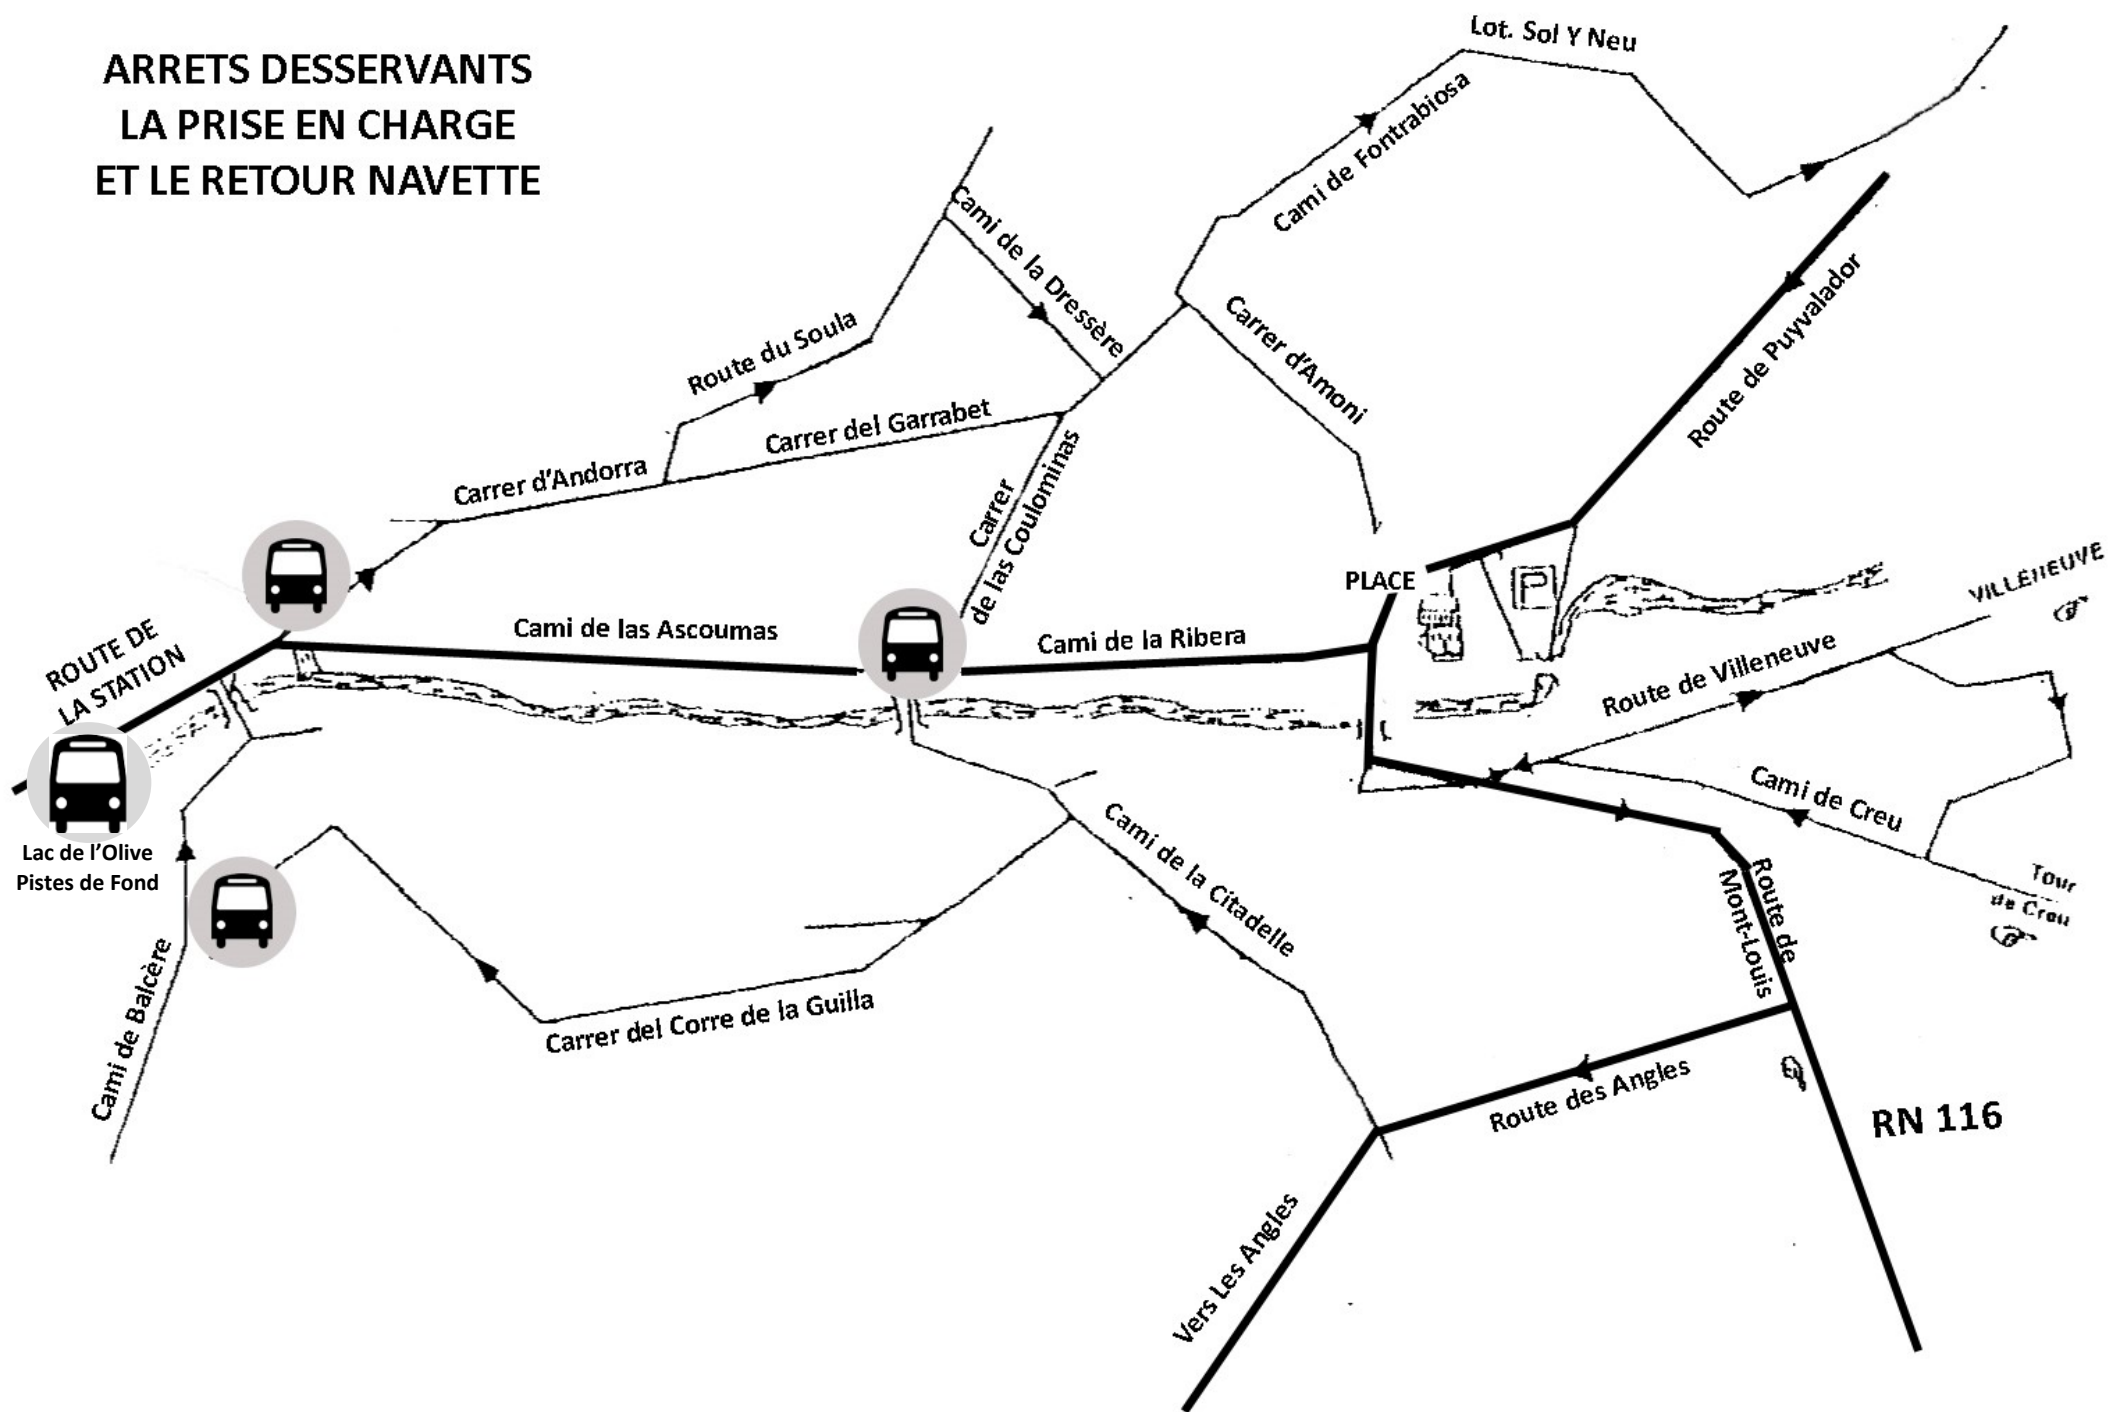 ARRETS DESSERVANTS
LA PRISE EN CHARGE
ET LE RETOUR NAVETTE
Lot. Sol Y Neu
Cami de Fontrabiosa
Cami de la Dressère
Route du Soula
Carrer d'Amoni
Route de Puyvalador
Carrer del Garrabet
Carrer d'Andorra
Carrer
de las Coulominas
PLACE
P
VILLENEUVE
ROUTE DE
LA STATION
Cami de las Ascoumas
Cami de la Ribera
Route de Villeneuve
Cami de Creu
Lac de l'Olive
Pistes de Fond
Cami de la Citadelle
Route de
Mont-Louis
Tour
de Creu
Cami de Balcère
Carrer del Corre de la Guilla
Route des Angles
RN 116
Vers Les Angles